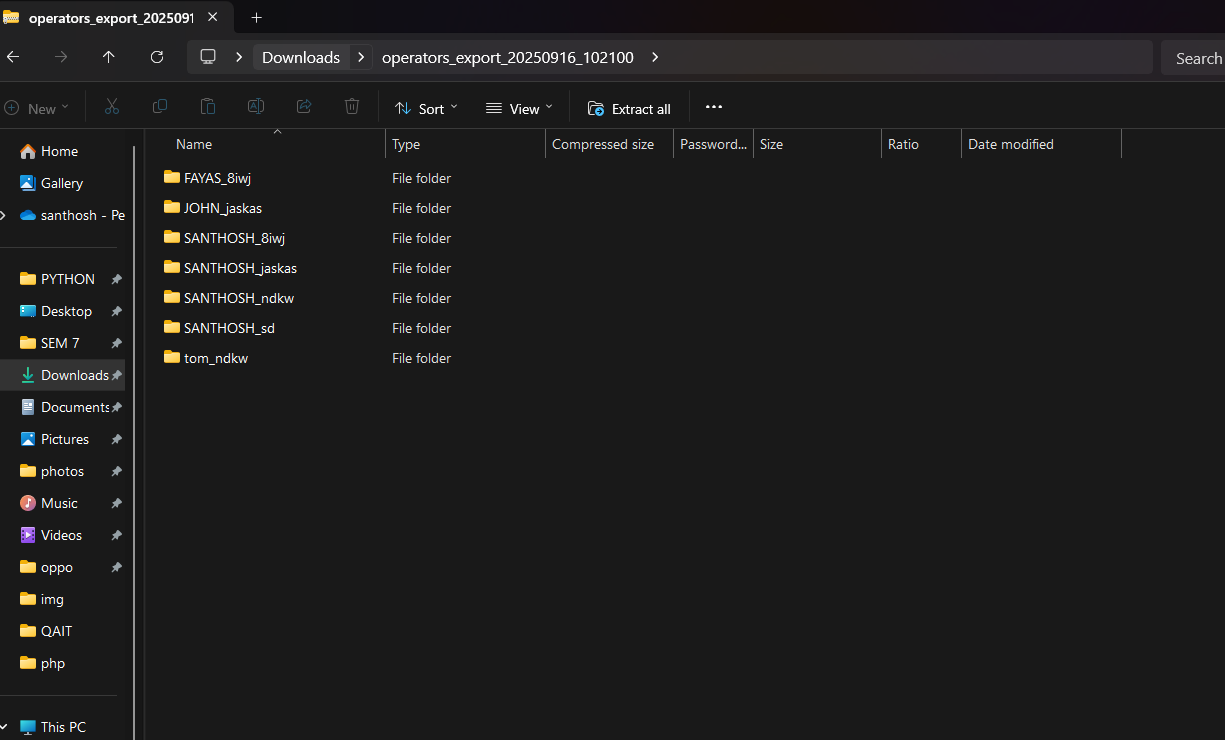 operators_export_2025091
Downloads
operators_export_20250916_102100
Search
New
Sort
View
Extract all
Name
Type
Compressed size
Password...
Size
Ratio
Date modified
Home
Gallery
santhosh - Pe
PYTHON
Desktop
SEM 7
Downloads
Documents
Pictures
photos
Music
Videos
oppo
img
QAIT
php
This PC
FAYAS_8iwj File folder
JOHN_jaskas File folder
SANTHOSH_8iwj File folder
SANTHOSH_jaskas File folder
SANTHOSH_ndkw File folder
SANTHOSH_sd File folder
tom_ndkw File folder